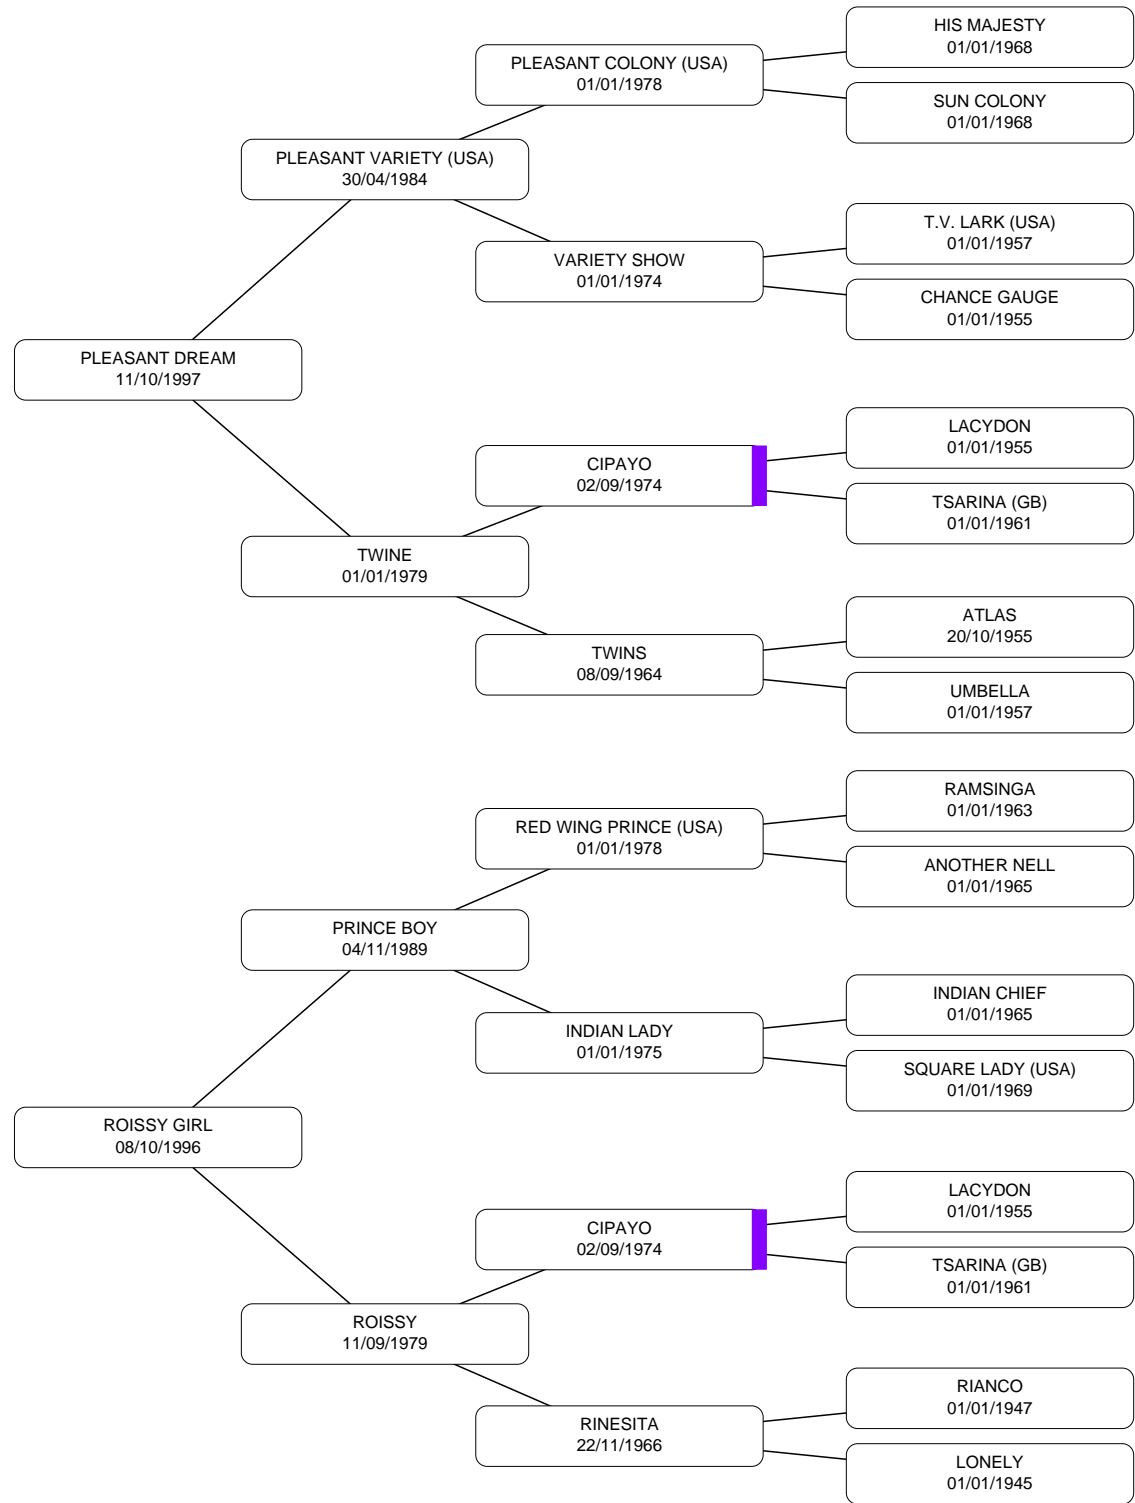 HIS MAJESTY
01/01/1968
PLEASANT COLONY (USA)
01/01/1978
SUN COLONY
01/01/1968
PLEASANT VARIETY (USA)
30/04/1984
T.V. LARK (USA)
01/01/1957
VARIETY SHOW
01/01/1974
CHANCE GAUGE
01/01/1955
PLEASANT DREAM
11/10/1997
LACYDON
01/01/1955
CIPAYO
02/09/1974
TSARINA (GB)
01/01/1961
TWINE
01/01/1979
ATLAS
20/10/1955
TWINS
08/09/1964
UMBELLA
01/01/1957
RAMSINGA
01/01/1963
RED WING PRINCE (USA)
01/01/1978
ANOTHER NELL
01/01/1965
PRINCE BOY
04/11/1989
INDIAN CHIEF
01/01/1965
INDIAN LADY
01/01/1975
SQUARE LADY (USA)
01/01/1969
ROISSY GIRL
08/10/1996
LACYDON
01/01/1955
CIPAYO
02/09/1974
TSARINA (GB)
01/01/1961
ROISSY
11/09/1979
RIANCO
01/01/1947
RINESITA
22/11/1966
LONELY
01/01/1945